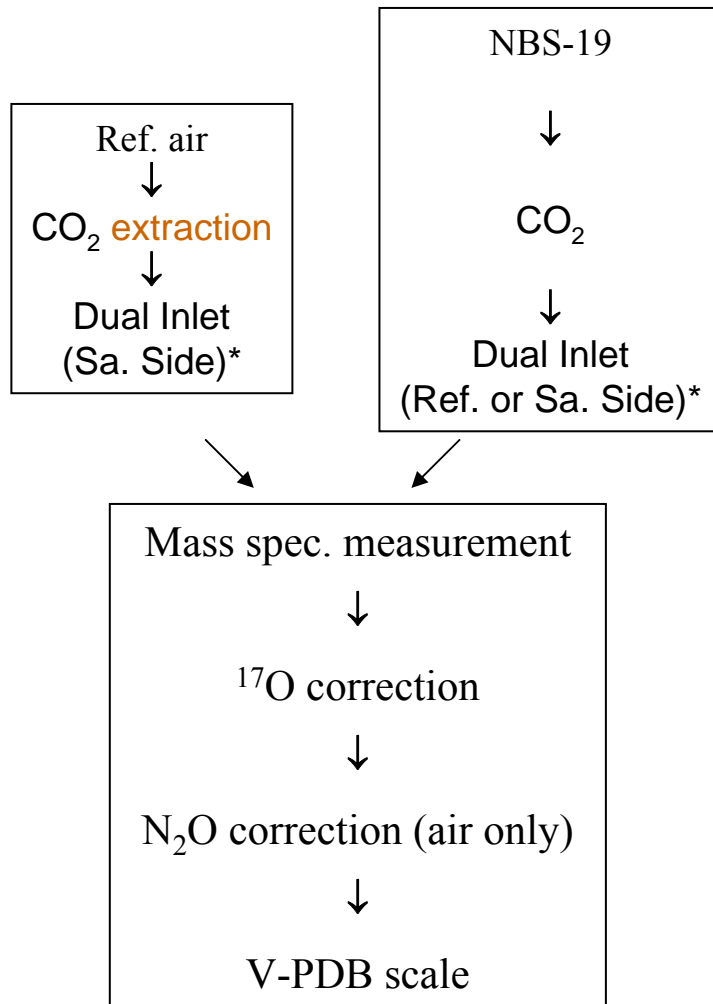 Ref. air
↓
CO₂ extraction
↓
Dual Inlet
(Sa. Side)*
NBS-19
↓
CO₂
↓
Dual Inlet
(Ref. or Sa. Side)*
Mass spec. measurement
↓
¹⁷O correction
↓
N₂O correction (air only)
↓
V-PDB scale